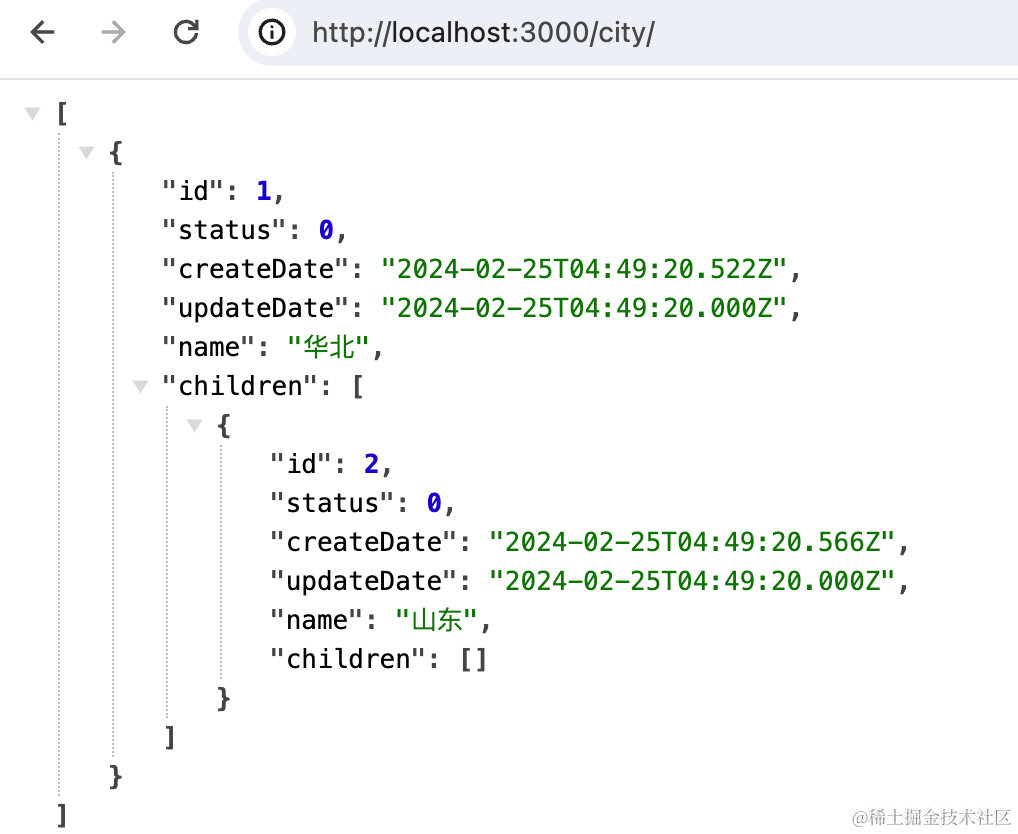 http://localhost:3000/city/
[
{
"id": 1,
"status": 0,
"createDate": "2024-02-25T04:49:20.522Z",
"updateDate": "2024-02-25T04:49:20.000Z",
"name": "华北",
"children": [
{
"id": 2,
"status": 0,
"createDate": "2024-02-25T04:49:20.566Z",
"updateDate": "2024-02-25T04:49:20.000Z",
"name": "山东",
"children": []
}
]
}
]
@稀土掘金技术社区